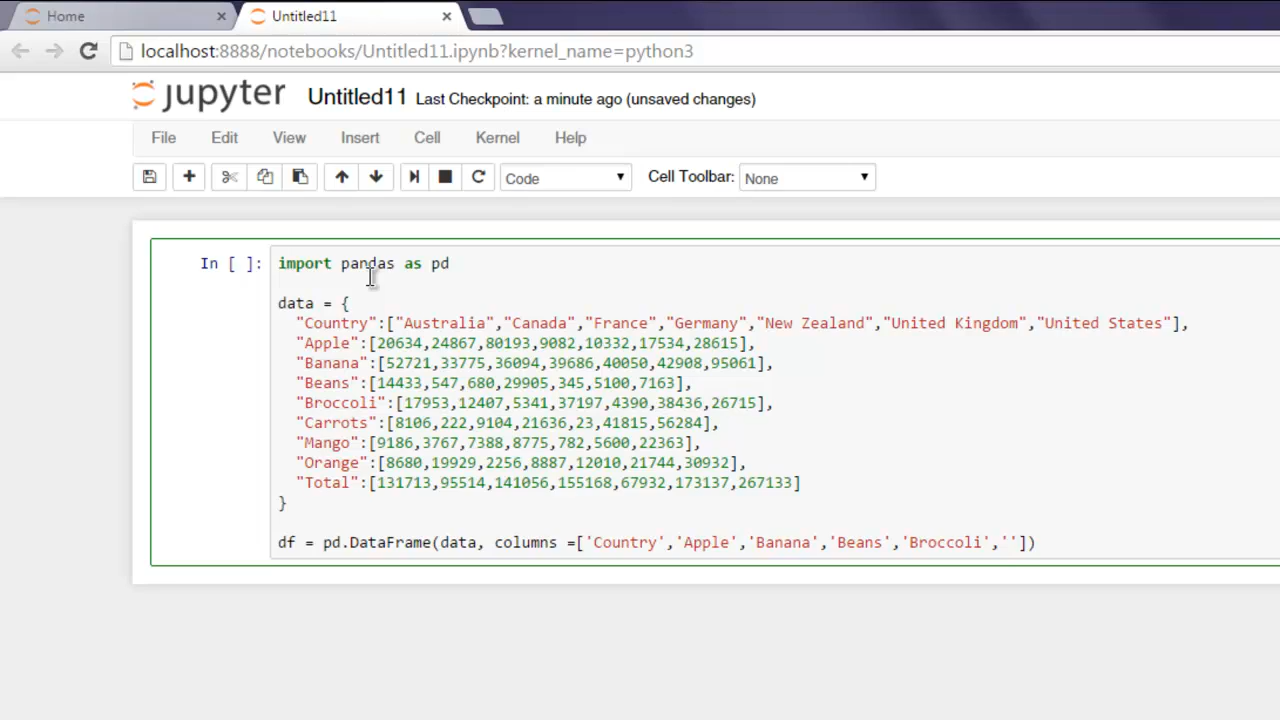 Home
Untitled11
localhost:8888/notebooks/Untitled11.ipynb?kernel_name=python3
jupyter Untitled11 Last Checkpoint: a minute ago (unsaved changes)
File Edit View Insert Cell Kernel Help
Code Cell Toolbar: None
In [ ]: import pandas as pd
data = {
"Country":["Australia","Canada","France","Germany","New Zealand","United Kingdom","United States"],
"Apple":[20634,24867,80193,9082,10332,17534,28615],
"Banana":[52721,33775,36094,39686,40050,42908,95061],
"Beans":[14433,547,680,29905,345,5100,7163],
"Broccoli":[17953,12407,5341,37197,4390,38436,26715],
"Carrots":[8106,222,9104,21636,23,41815,56284],
"Mango":[9186,3767,7388,8775,782,5600,22363],
"Orange":[8680,19929,2256,8887,12010,21744,30932],
"Total":[131713,95514,141056,155168,67932,173137,267133]
}
df = pd.DataFrame(data, columns =['Country','Apple','Banana','Beans','Broccoli',''])